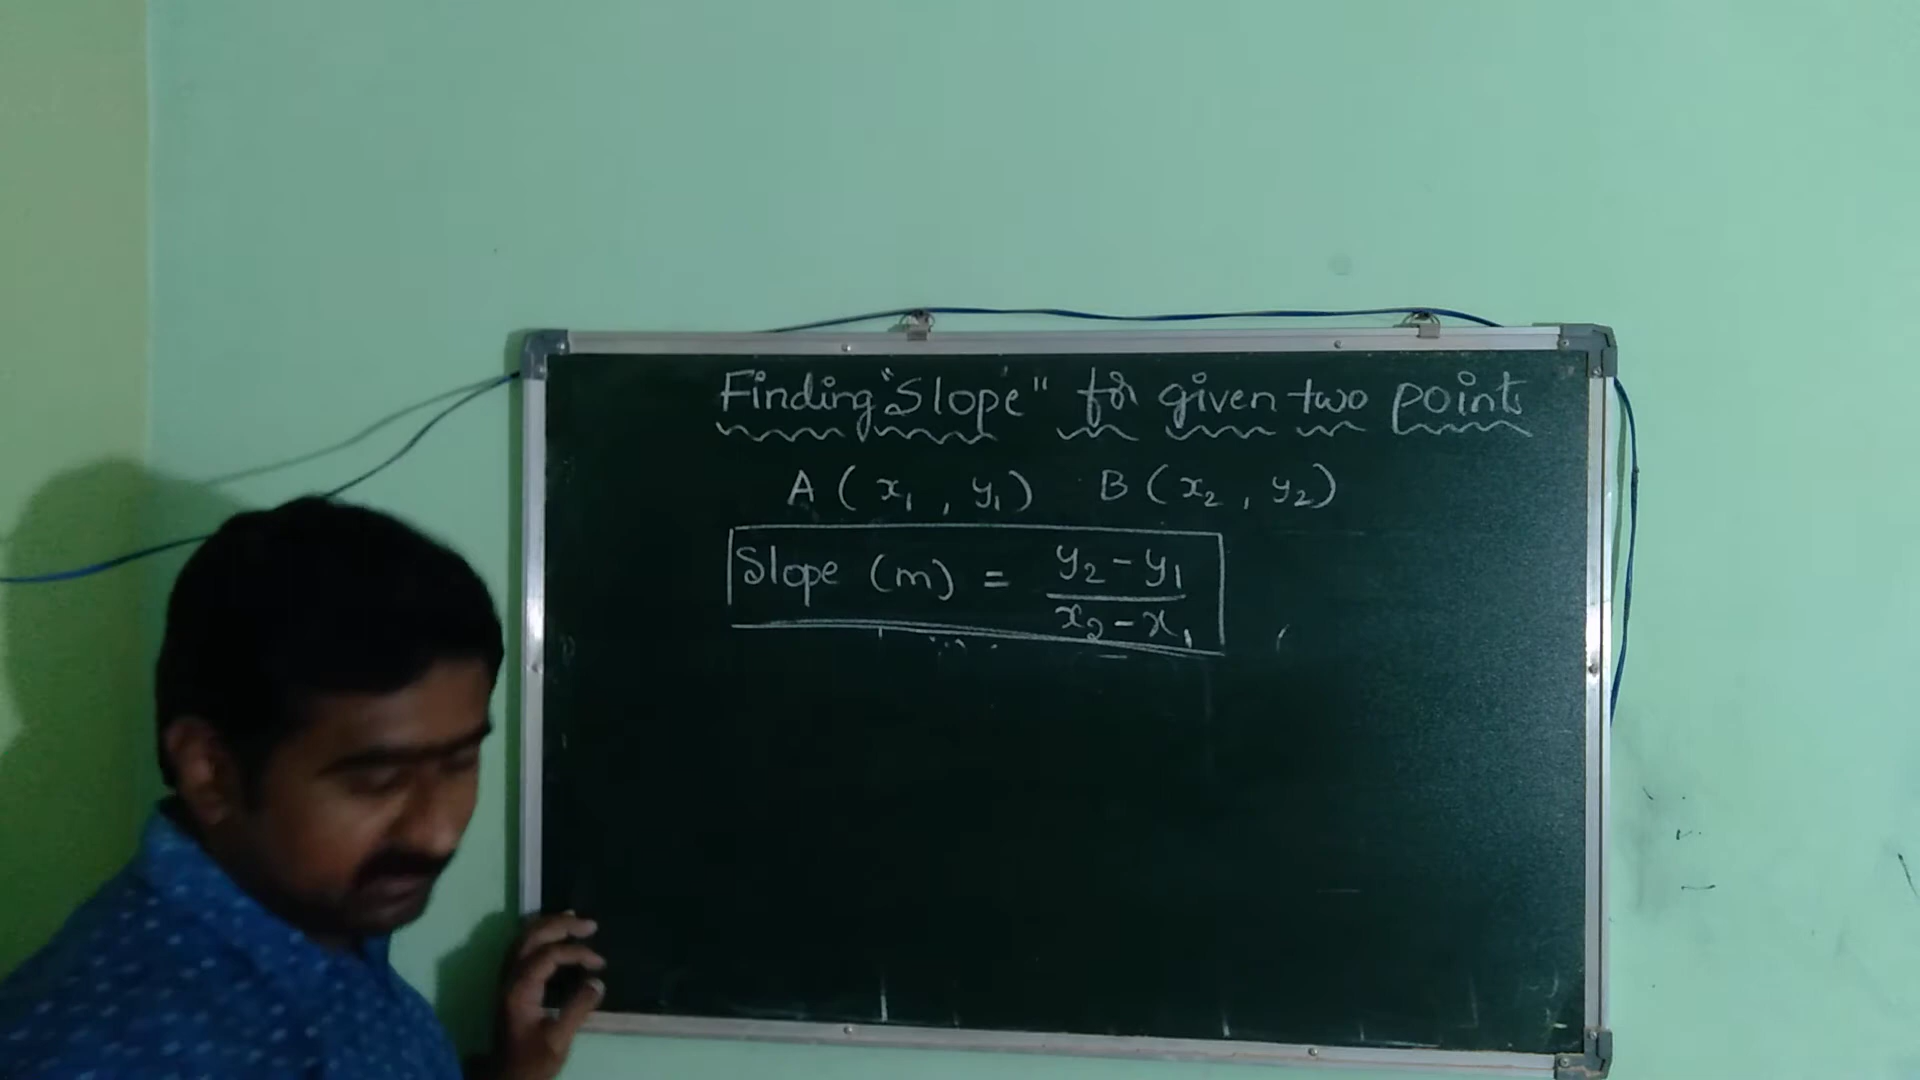 Finding "Slope" for given two points
A (x₁, y₁) B (x₂, y₂)
Slope (m) = y₂ - y₁ / x₂ - x₁